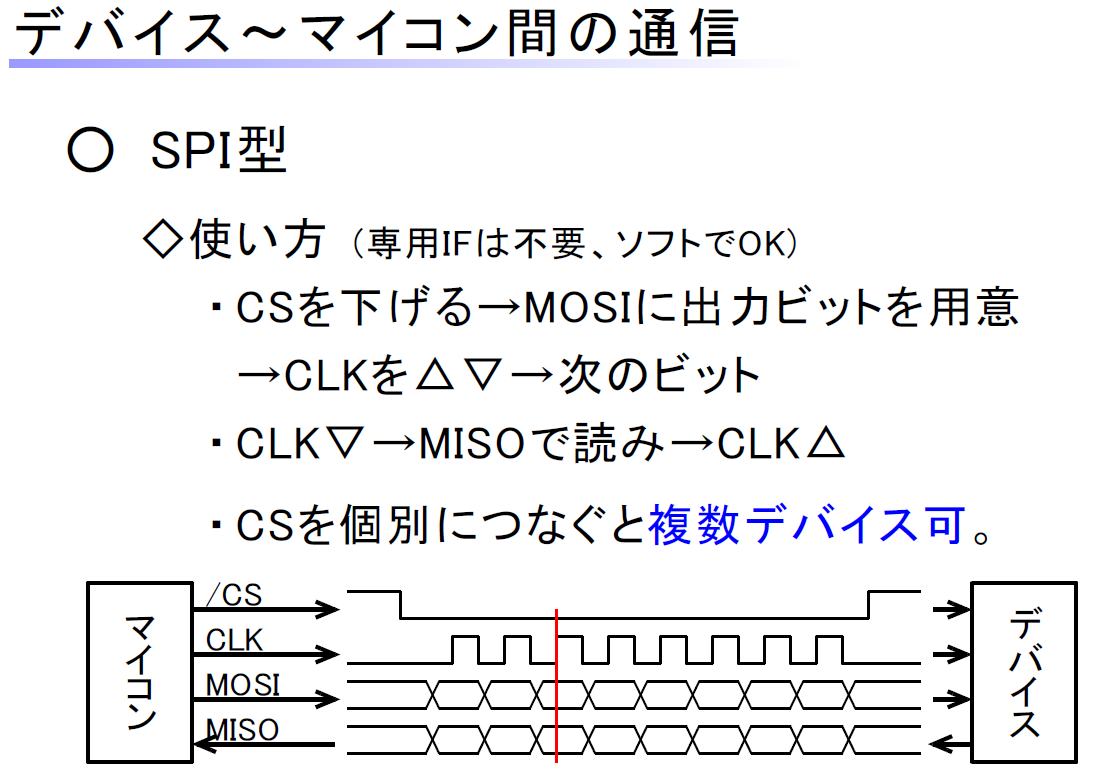 デバイス～マイコン間の通信
○ SPI型
◇使い方（専用IFは不要、ソフトでOK）
・CSを下げる→MOSIに出力ビットを用意
→CLKを△▽→次のビット
・CLK▽→MISOで読み→CLK△
・CSを個別につなぐと複数デバイス可。
マイコン
/CS
CLK
MOSI
MISO
デバイス